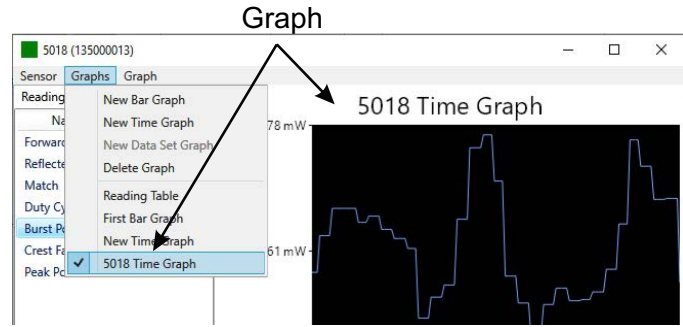 Graph
5018 (135000013)
Sensor Graphs Graph
Reading
Na
Forward
Reflecte
Match
Duty Cy
Burst Po
Crest Fa
Peak Po
New Bar Graph
New Time Graph
New Data Set Graph
Delete Graph
Reading Table
First Bar Graph
New Time Graph
✓ 5018 Time Graph
5018 Time Graph
78 mW
61 mW